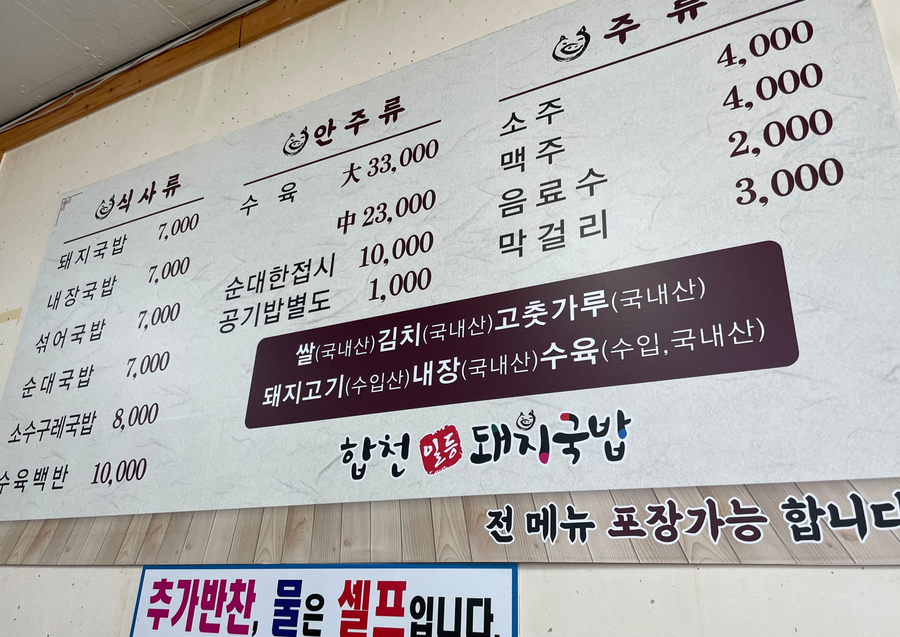 식사류
돼지국밥 7,000
내장국밥 7,000
섞어국밥 7,000
순대국밥 7,000
소수구레국밥 8,000
수육백반 10,000
안주류
수육 大 33,000
中 23,000
순대한접시 10,000
공기밥별도 1,000
주류
소주 4,000
맥주 4,000
음료수 2,000
막걸리 3,000
쌀(국내산)김치(국내산)고춧가루(국내산)
돼지고기(수입산)내장(국내산)수육(수입,국내산)
합천 일등 돼지국밥
전 메뉴 포장가능 합니다
추가반찬, 물은 셀프입니다.